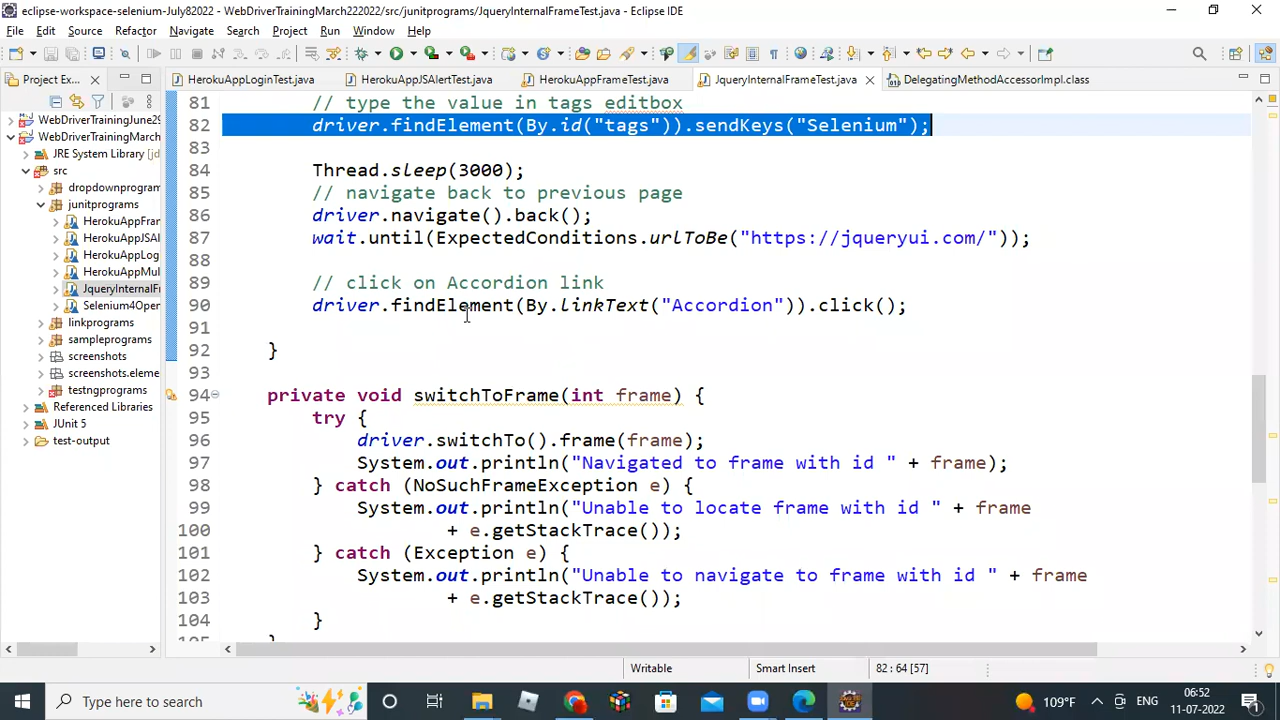 eclipse-workspace-selenium-July82022 - WebDriverTrainingMarch222022/src/junitprograms/JqueryInternalFrameTest.java - Eclipse IDE
File Edit Source Refactor Navigate Search Project Run Window Help
Project Ex...
HerokuAppLoginTest.java
HerokuAppJSAlertTest.java
HerokuAppFrameTest.java
JqueryInternalFrameTest.java
DelegatingMethodAccessorImpl.class
WebDriverTrainingJune29
WebDriverTrainingMarch
JRE System Library [jd
src
dropdownprogram
junitprograms
HerokuAppFran
HerokuAppJSAl
HerokuAppLog
HerokuAppMul
JqueryInternalFr
Selenium4Open
linkprograms
sampleprograms
screenshots
screenshots.eleme
testngprograms
Referenced Libraries
JUnit 5
test-output
81 // type the value in tags editbox
82 driver.findElement(By.id("tags")).sendKeys("Selenium");
83
84 Thread.sleep(3000);
85 // navigate back to previous page
86 driver.navigate().back();
87 wait.until(ExpectedConditions.urlToBe("https://jqueryui.com/"));
88
89 // click on Accordion link
90 driver.findElement(By.linkText("Accordion")).click();
91
92 }
93
94 private void switchToFrame(int frame) {
95 try {
96 driver.switchTo().frame(frame);
97 System.out.println("Navigated to frame with id " + frame);
98 } catch (NoSuchFrameException e) {
99 System.out.println("Unable to locate frame with id " + frame
100 + e.getStackTrace());
101 } catch (Exception e) {
102 System.out.println("Unable to navigate to frame with id " + frame
103 + e.getStackTrace());
104 }
105 }
Writable Smart Insert 82 : 64 [57]
Type here to search
109°F ENG 06:52
11-07-2022